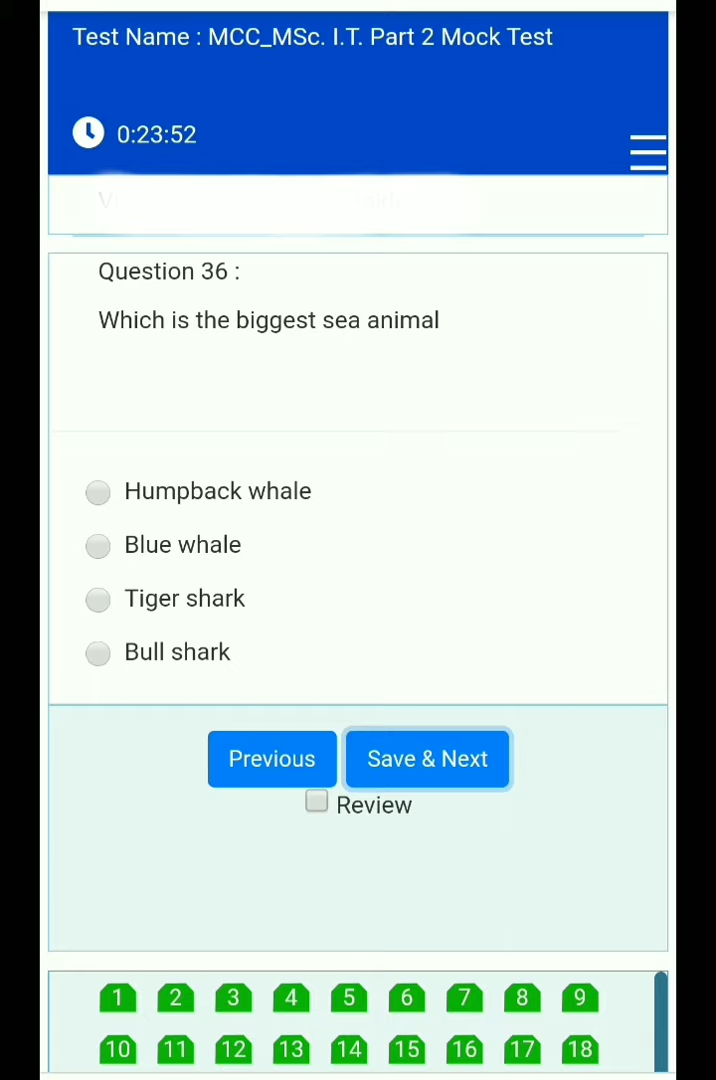 Test Name : MCC_MSc. I.T. Part 2 Mock Test
0:23:52
Question 36 :
Which is the biggest sea animal
Humpback whale
Blue whale
Tiger shark
Bull shark
Previous Save & Next
Review
1 2 3 4 5 6 7 8 9
10 11 12 13 14 15 16 17 18